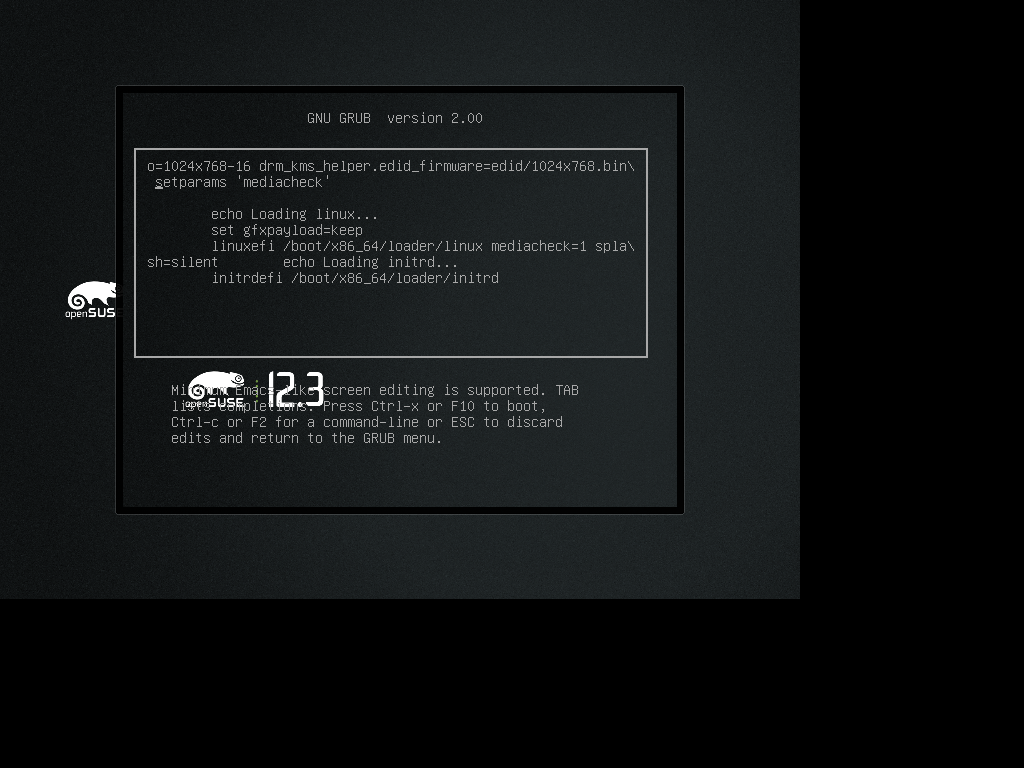 GNU GRUB  version 2.00
o=1024x768-16 drm_kms_helper.edid_firmware=edid/1024x768.bin\
setparams 'mediacheck'
echo Loading linux...
set gfxpayload=keep
linuxefi /boot/x86_64/loader/linux mediacheck=1 spla\
sh=silent        echo Loading initrd...
initrdefi /boot/x86_64/loader/initrd
openSUS
openSUSE 12.3
Minimum Emacs-like screen editing is supported. TAB
lists completions. Press Ctrl-x or F10 to boot,
Ctrl-c or F2 for a command-line or ESC to discard
edits and return to the GRUB menu.